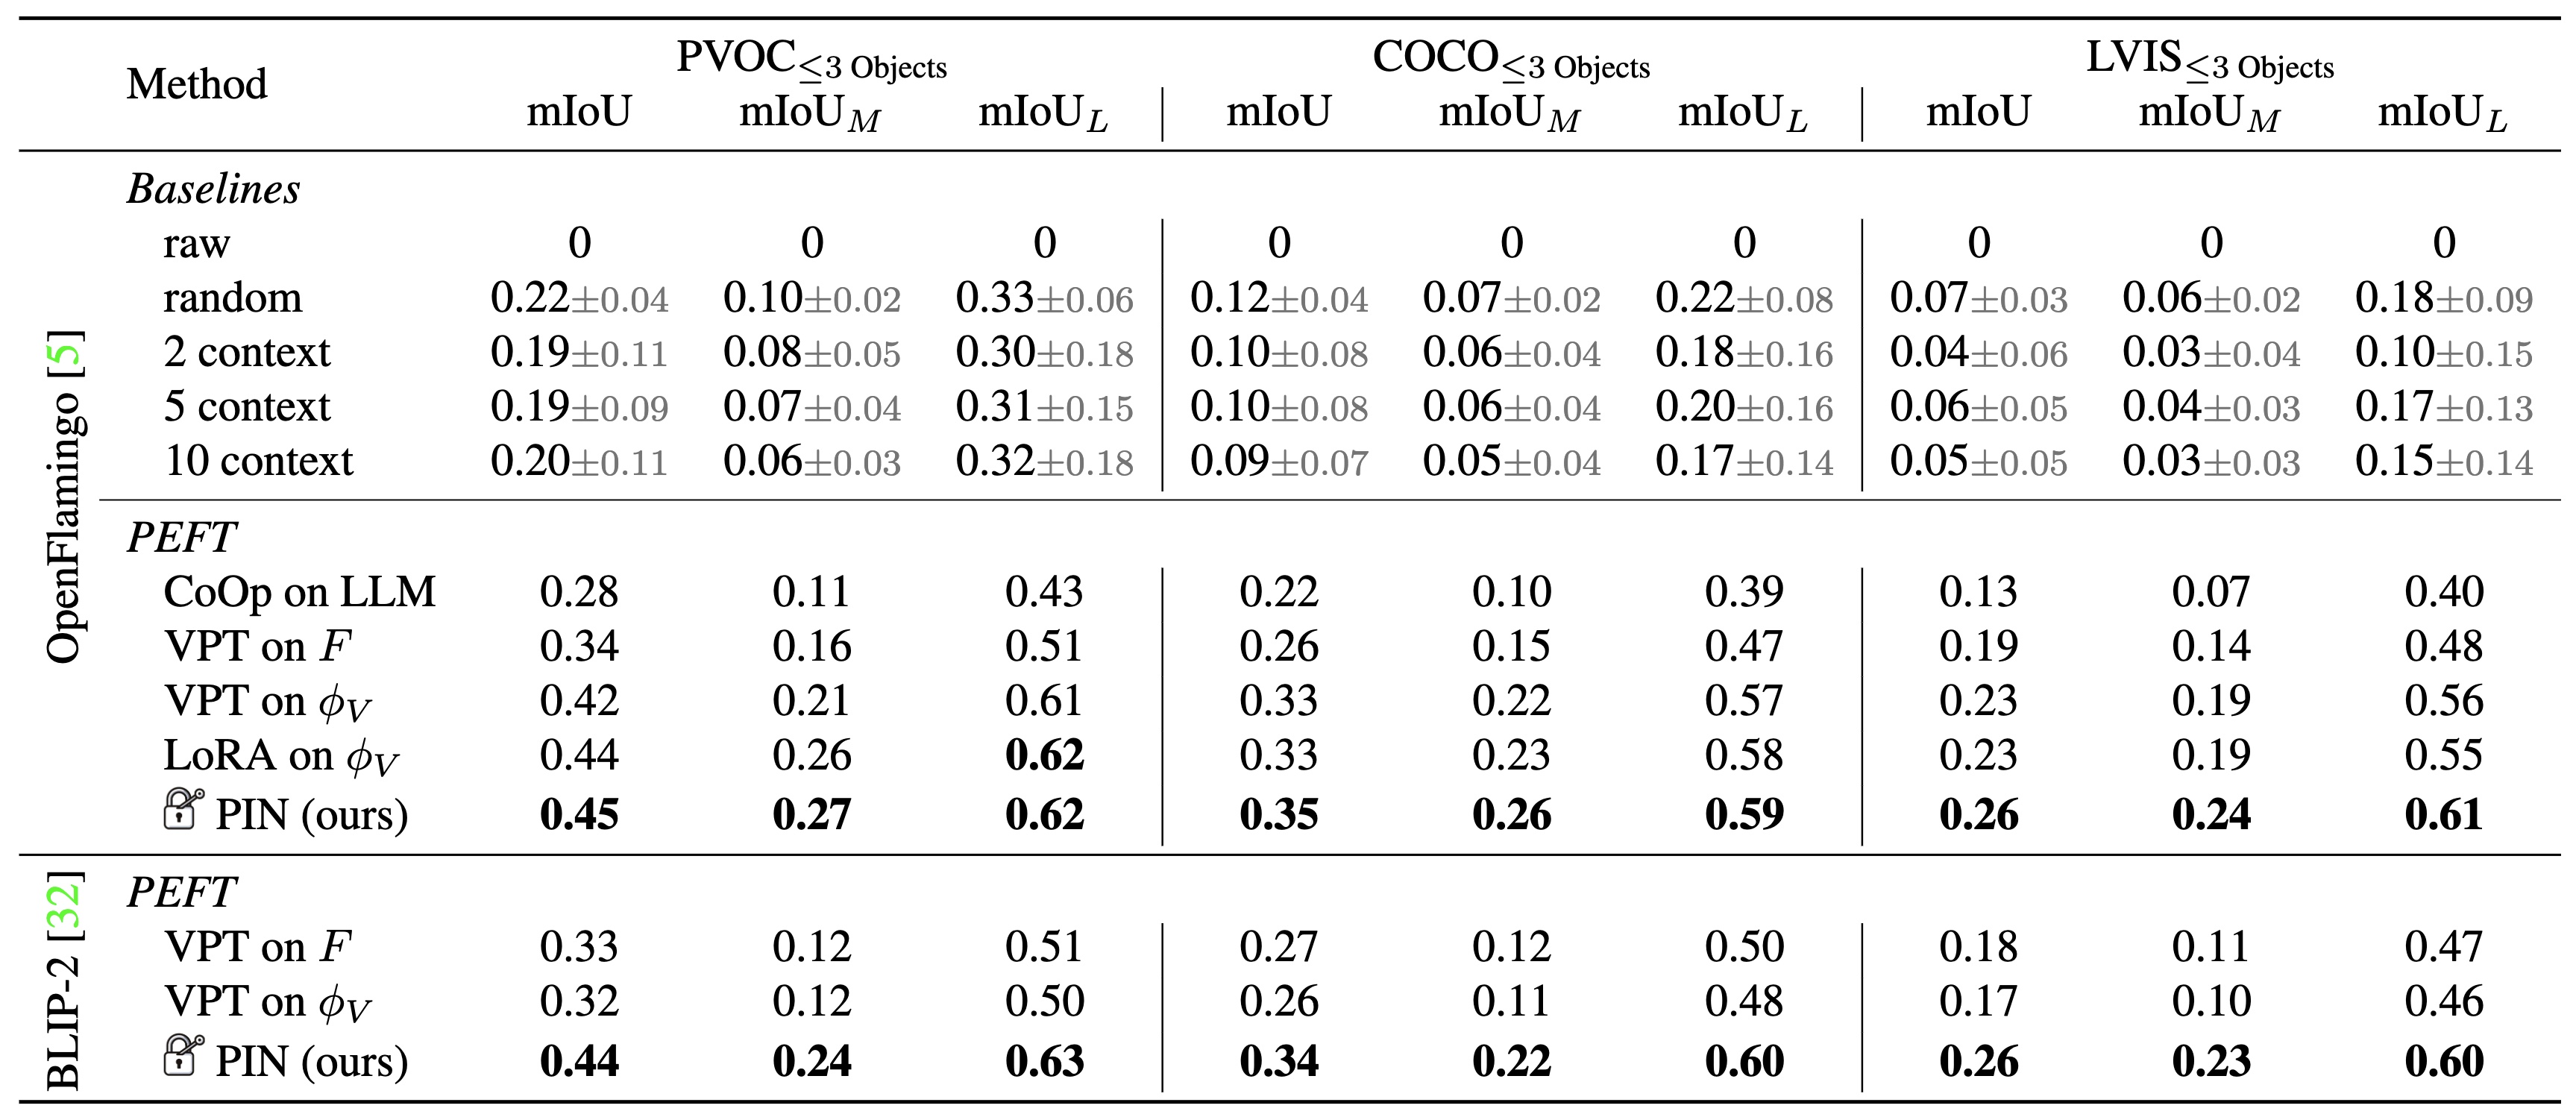 Method PVOC≤3 Objects COCO≤3 Objects LVIS≤3 Objects
mIoU mIoU_M mIoU_L mIoU mIoU_M mIoU_L mIoU mIoU_M mIoU_L
OpenFlamingo [5]
Baselines
raw 0 0 0 0 0 0 0 0 0
random 0.22±0.04 0.10±0.02 0.33±0.06 0.12±0.04 0.07±0.02 0.22±0.08 0.07±0.03 0.06±0.02 0.18±0.09
2 context 0.19±0.11 0.08±0.05 0.30±0.18 0.10±0.08 0.06±0.04 0.18±0.16 0.04±0.06 0.03±0.04 0.10±0.15
5 context 0.19±0.09 0.07±0.04 0.31±0.15 0.10±0.08 0.06±0.04 0.20±0.16 0.06±0.05 0.04±0.03 0.17±0.13
10 context 0.20±0.11 0.06±0.03 0.32±0.18 0.09±0.07 0.05±0.04 0.17±0.14 0.05±0.05 0.03±0.03 0.15±0.14
PEFT
CoOp on LLM 0.28 0.11 0.43 0.22 0.10 0.39 0.13 0.07 0.40
VPT on F 0.34 0.16 0.51 0.26 0.15 0.47 0.19 0.14 0.48
VPT on ϕ_V 0.42 0.21 0.61 0.33 0.22 0.57 0.23 0.19 0.56
LoRA on ϕ_V 0.44 0.26 0.62 0.33 0.23 0.58 0.23 0.19 0.55
PIN (ours) 0.45 0.27 0.62 0.35 0.26 0.59 0.26 0.24 0.61
BLIP-2 [32]
PEFT
VPT on F 0.33 0.12 0.51 0.27 0.12 0.50 0.18 0.11 0.47
VPT on ϕ_V 0.32 0.12 0.50 0.26 0.11 0.48 0.17 0.10 0.46
PIN (ours) 0.44 0.24 0.63 0.34 0.22 0.60 0.26 0.23 0.60